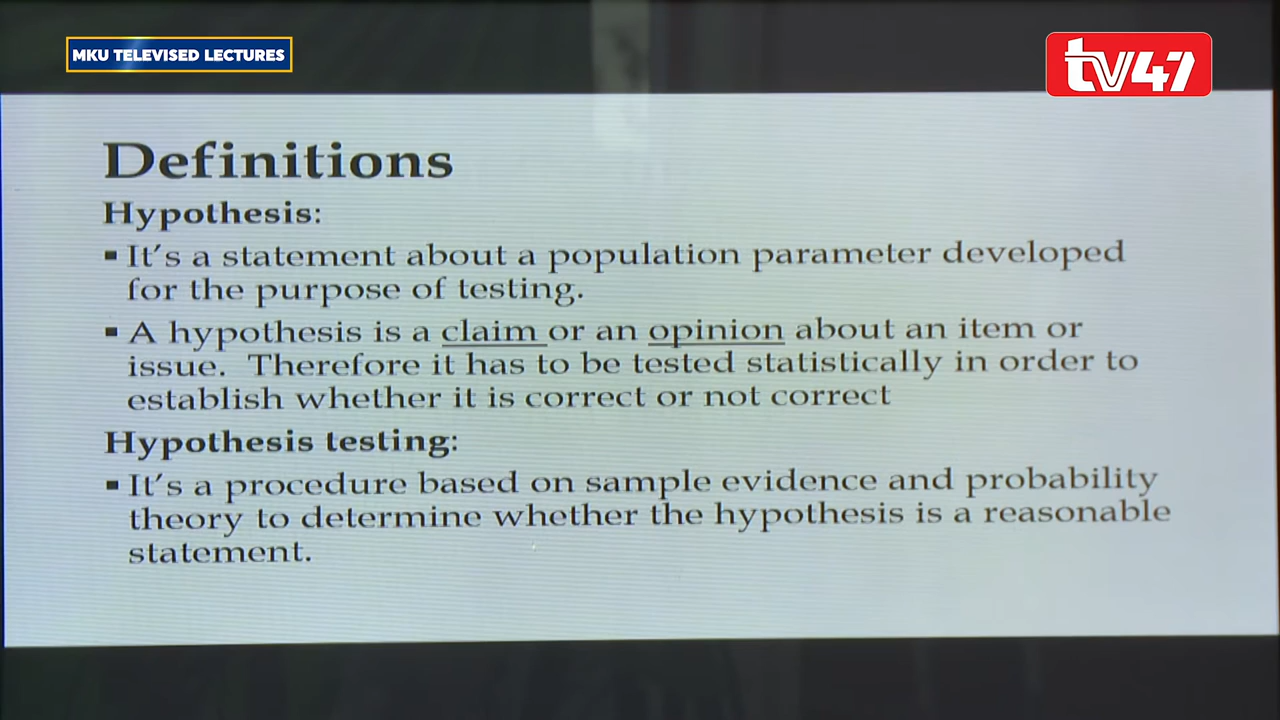 MKU TELEVISED LECTURES
tv47
Definitions
Hypothesis:
▪ It's a statement about a population parameter developed
for the purpose of testing.
▪ A hypothesis is a claim or an opinion about an item or
issue. Therefore it has to be tested statistically in order to
establish whether it is correct or not correct
Hypothesis testing:
▪ It's a procedure based on sample evidence and probability
theory to determine whether the hypothesis is a reasonable
statement.